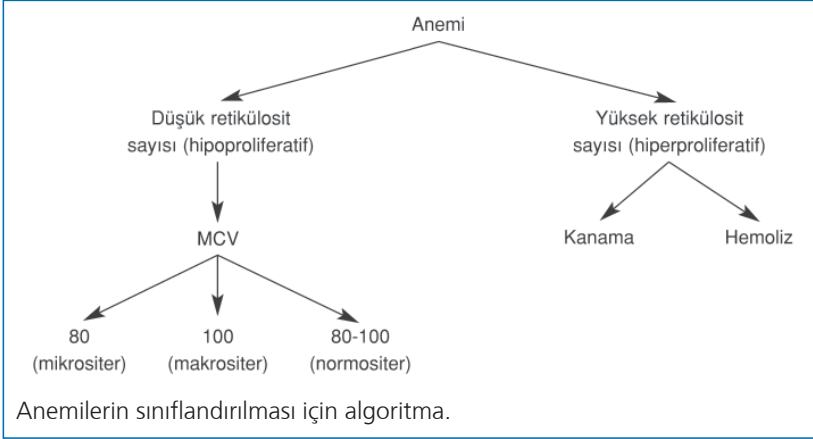 Anemi
Düşük retikülosit
sayısı (hipoproliferatif)
Yüksek retikülosit
sayısı (hiperproliferatif)
MCV
Kanama
Hemoliz
80
(mikrositer)
100
(makrositer)
80-100
(normositer)
Anemilerin sınıflandırılması için algoritma.